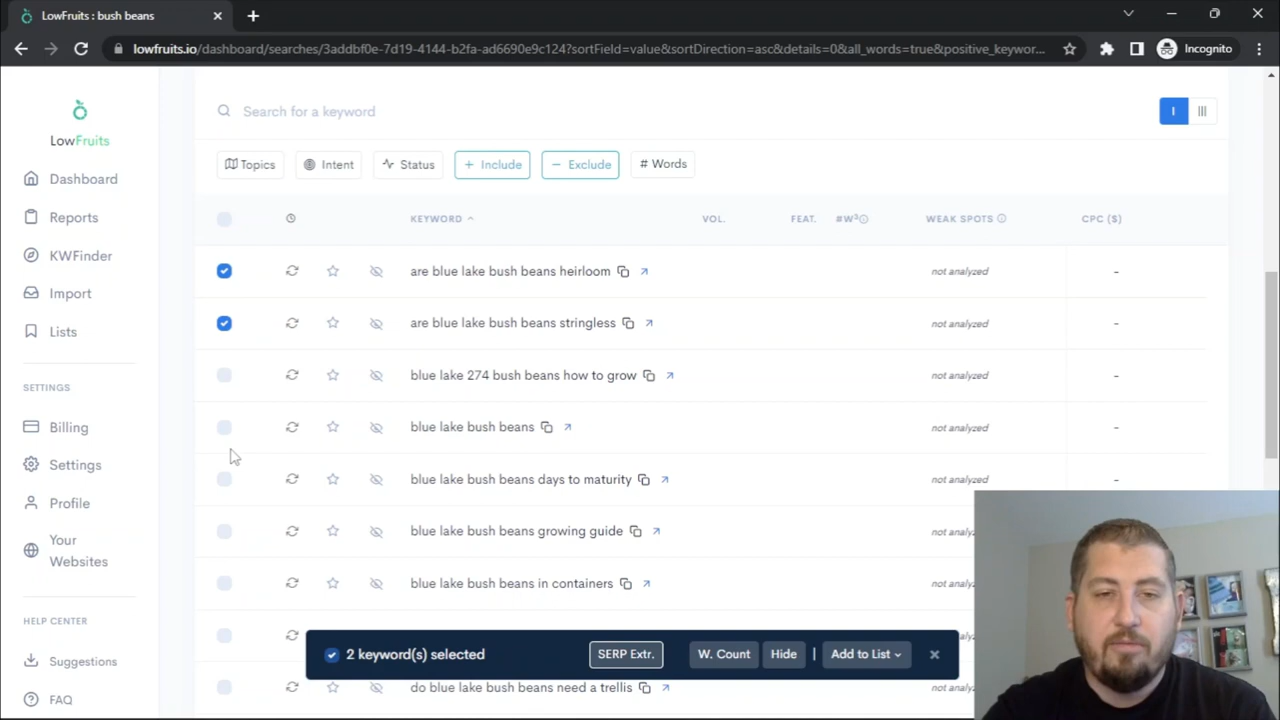 LowFruits : bush beans
lowfruits.io/dashboard/searches/3addbf0e-7d19-4144-b2fa-ad6690e9c124?sortField=value&sortDirection=asc&details=0&all_words=true&positive_keywor...
Incognito
LowFruits
Dashboard
Reports
KWFinder
Import
Lists
SETTINGS
Billing
Settings
Profile
Your
Websites
HELP CENTER
Suggestions
FAQ
Search for a keyword
Topics
Intent
Status
+ Include
− Exclude
# Words
KEYWORD
VOL.
FEAT.
#W³
WEAK SPOTS
CPC ($)
are blue lake bush beans heirloom
not analyzed
-
are blue lake bush beans stringless
not analyzed
-
blue lake 274 bush beans how to grow
not analyzed
-
blue lake bush beans
not analyzed
-
blue lake bush beans days to maturity
not analyzed
-
blue lake bush beans growing guide
blue lake bush beans in containers
2 keyword(s) selected
SERP Extr.
W. Count
Hide
|
Add to List
do blue lake bush beans need a trellis